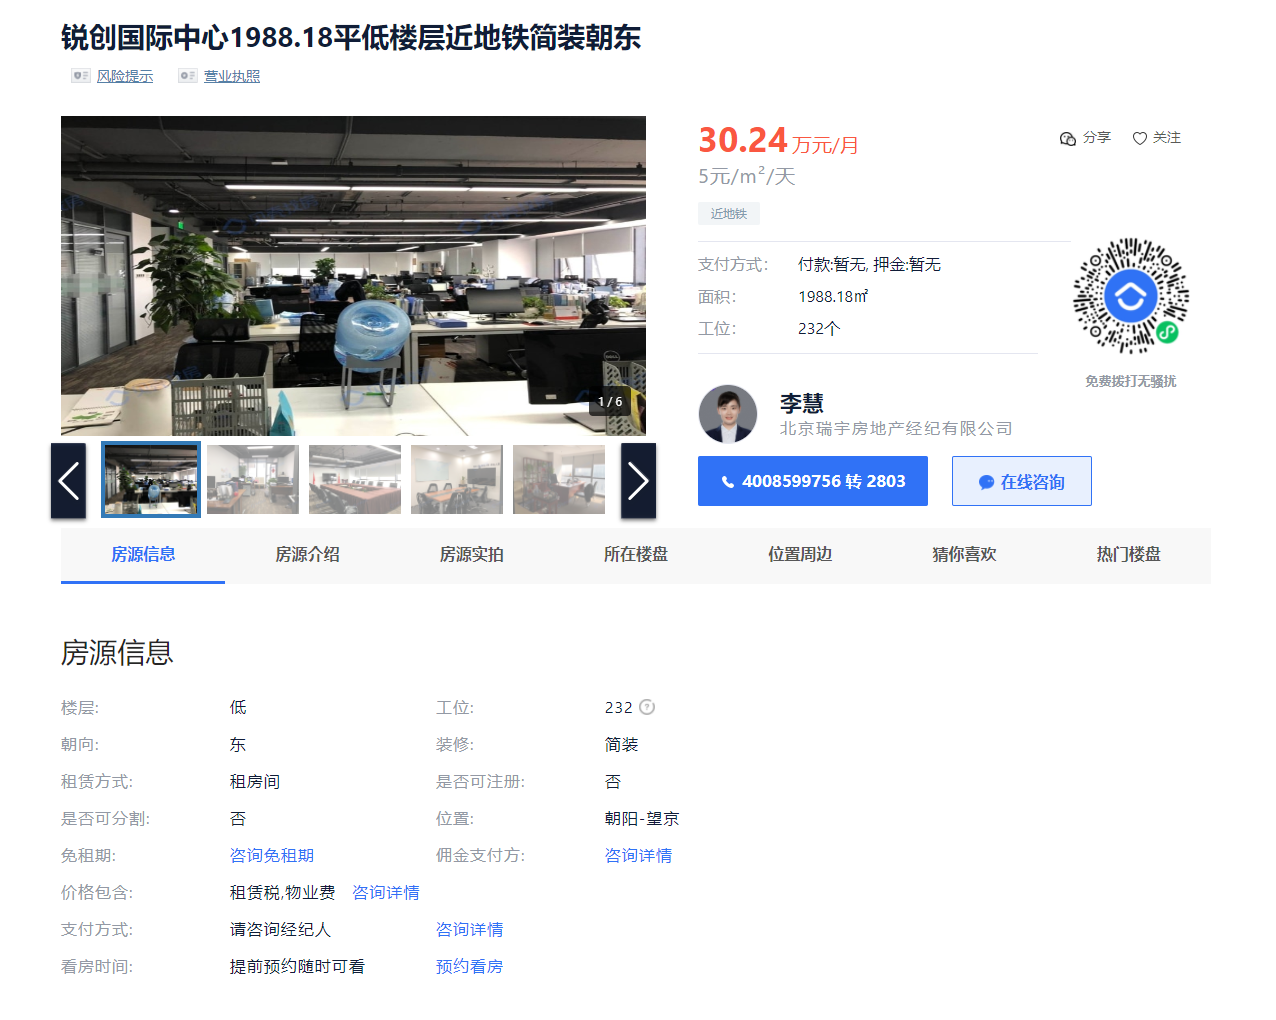 锐创国际中心1988.18平低楼层近地铁简装朝东
风险提示 营业执照
30.24万元/月
分享 关注
5元/m²/天
近地铁
支付方式: 付款:暂无, 押金:暂无
面积: 1988.18㎡
工位: 232个
免费拨打无骚扰
1/6
李慧
北京瑞宇房地产经纪有限公司
4008599756 转 2803 在线咨询
房源信息 房源介绍 房源实拍 所在楼盘 位置周边 猜你喜欢 热门楼盘
房源信息
楼层: 低 工位: 232 ?
朝向: 东 装修: 简装
租赁方式: 租房间 是否可注册: 否
是否可分割: 否 位置: 朝阳-望京
免租期: 咨询免租期 佣金支付方: 咨询详情
价格包含: 租赁税,物业费 咨询详情
支付方式: 请咨询经纪人 咨询详情
看房时间: 提前预约随时可看 预约看房